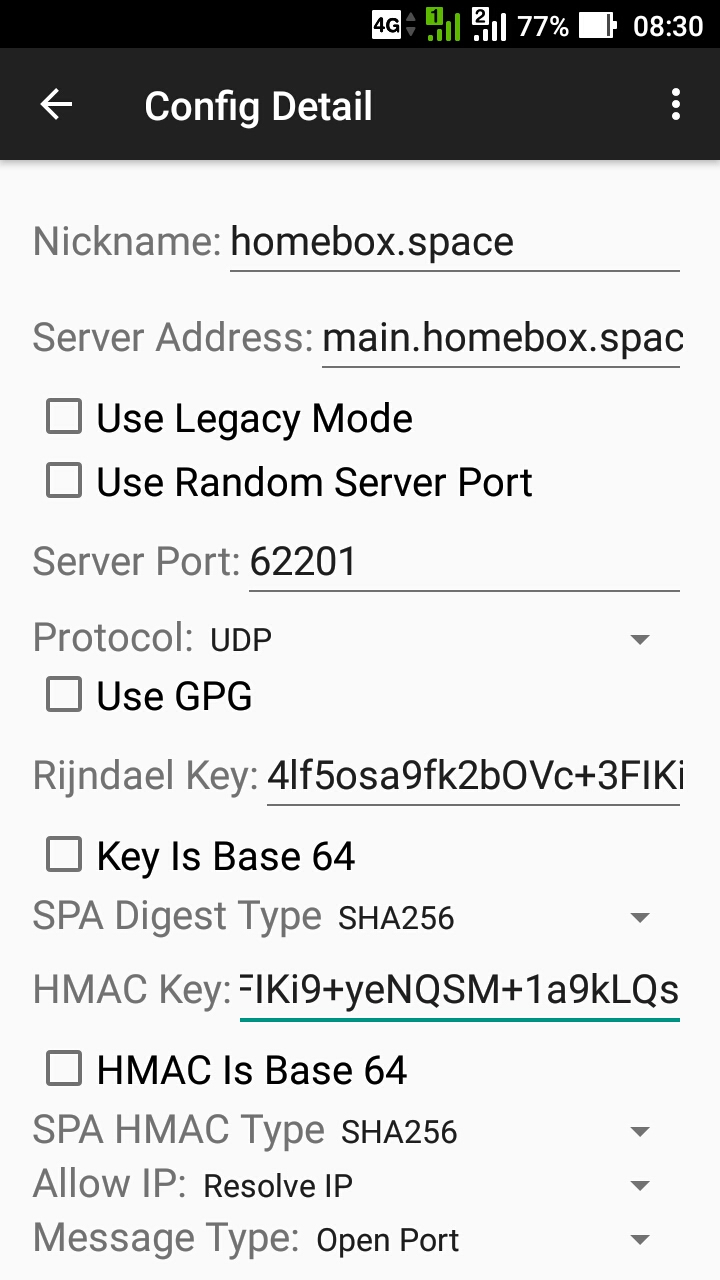 4G 1 2 77% 08:30
Config Detail
Nickname: homebox.space
Server Address: main.homebox.spac
Use Legacy Mode
Use Random Server Port
Server Port: 62201
Protocol: UDP
Use GPG
Rijndael Key: 4lf5osa9fk2bOVc+3FIKi
Key Is Base 64
SPA Digest Type SHA256
HMAC Key: FIKi9+yeNQSM+1a9kLQs
HMAC Is Base 64
SPA HMAC Type SHA256
Allow IP: Resolve IP
Message Type: Open Port